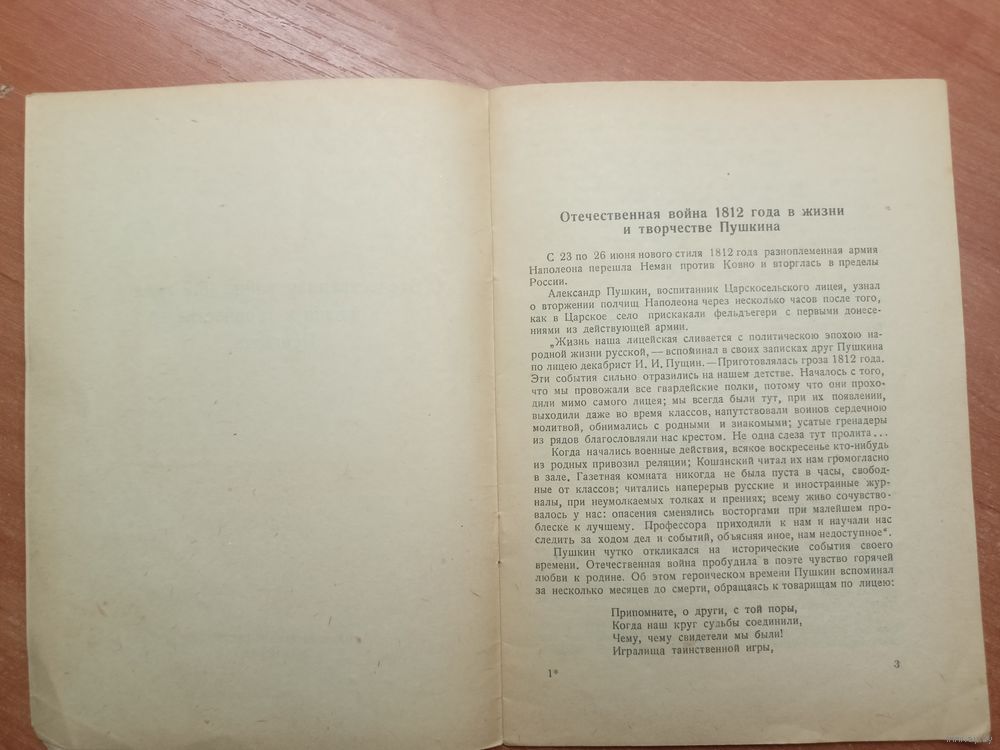 Отечественная война 1812 года в жизни
и творчестве Пушкина
С 23 по 26 июня нового стиля 1812 года разноплеменная армия
Наполеона перешла Неман против Ковно и вторглась в пределы
России.
Александр Пушкин, воспитанник Царскосельского лицея, узнал
о вторжении полчищ Наполеона через несколько часов после того,
как в Царское село прискакали фельдъегери с первыми донесе-
ниями из действующей армии.
„Жизнь наша лицейская сливается с политическою эпохою на-
родной жизни русской, — вспоминал в своих записках друг Пушкина
по лицею декабрист И. И. Пущин. — Приготовлялась гроза 1812 года.
Эти события сильно отразились на нашем детстве. Началось с того,
что мы провожали все гвардейские полки, потому что они прохо-
дили мимо самого лицея; мы всегда были тут, при их появлении,
выходили даже во время классов, напутствовали воинов сердечною
молитвой, обнимались с родными и знакомыми; усатые гренадеры
из рядов благословляли нас крестом. Не одна слеза тут пролита...
Когда начались военные действия, всякое воскресенье кто-нибудь
из родных привозил реляции; Кошанский читал их нам громогласно
в зале. Газетная комната никогда не была пуста в часы, свобод-
ные от классов; читались наперерыв русские и иностранные жур-
налы, при неумолкаемых толках и прениях; всему живо сочувство-
валось у нас: опасения сменялись восторгами при малейшем про-
блеске к лучшему. Профессора приходили к нам и научали нас
следить за ходом дел и событий, объясняя иное, нам недоступное“.
Пушкин чутко откликался на исторические события своего
времени. Отечественная война пробудила в поэте чувство горячей
любви к родине. Об этом героическом времени Пушкин вспоминал
за несколько месяцев до смерти, обращаясь к товарищам по лицею:
Припомните, о други, с той поры,
Когда наш круг судьбы соединили,
Чему, чему свидетели мы были!
Игралища таинственной игры,
1*
3